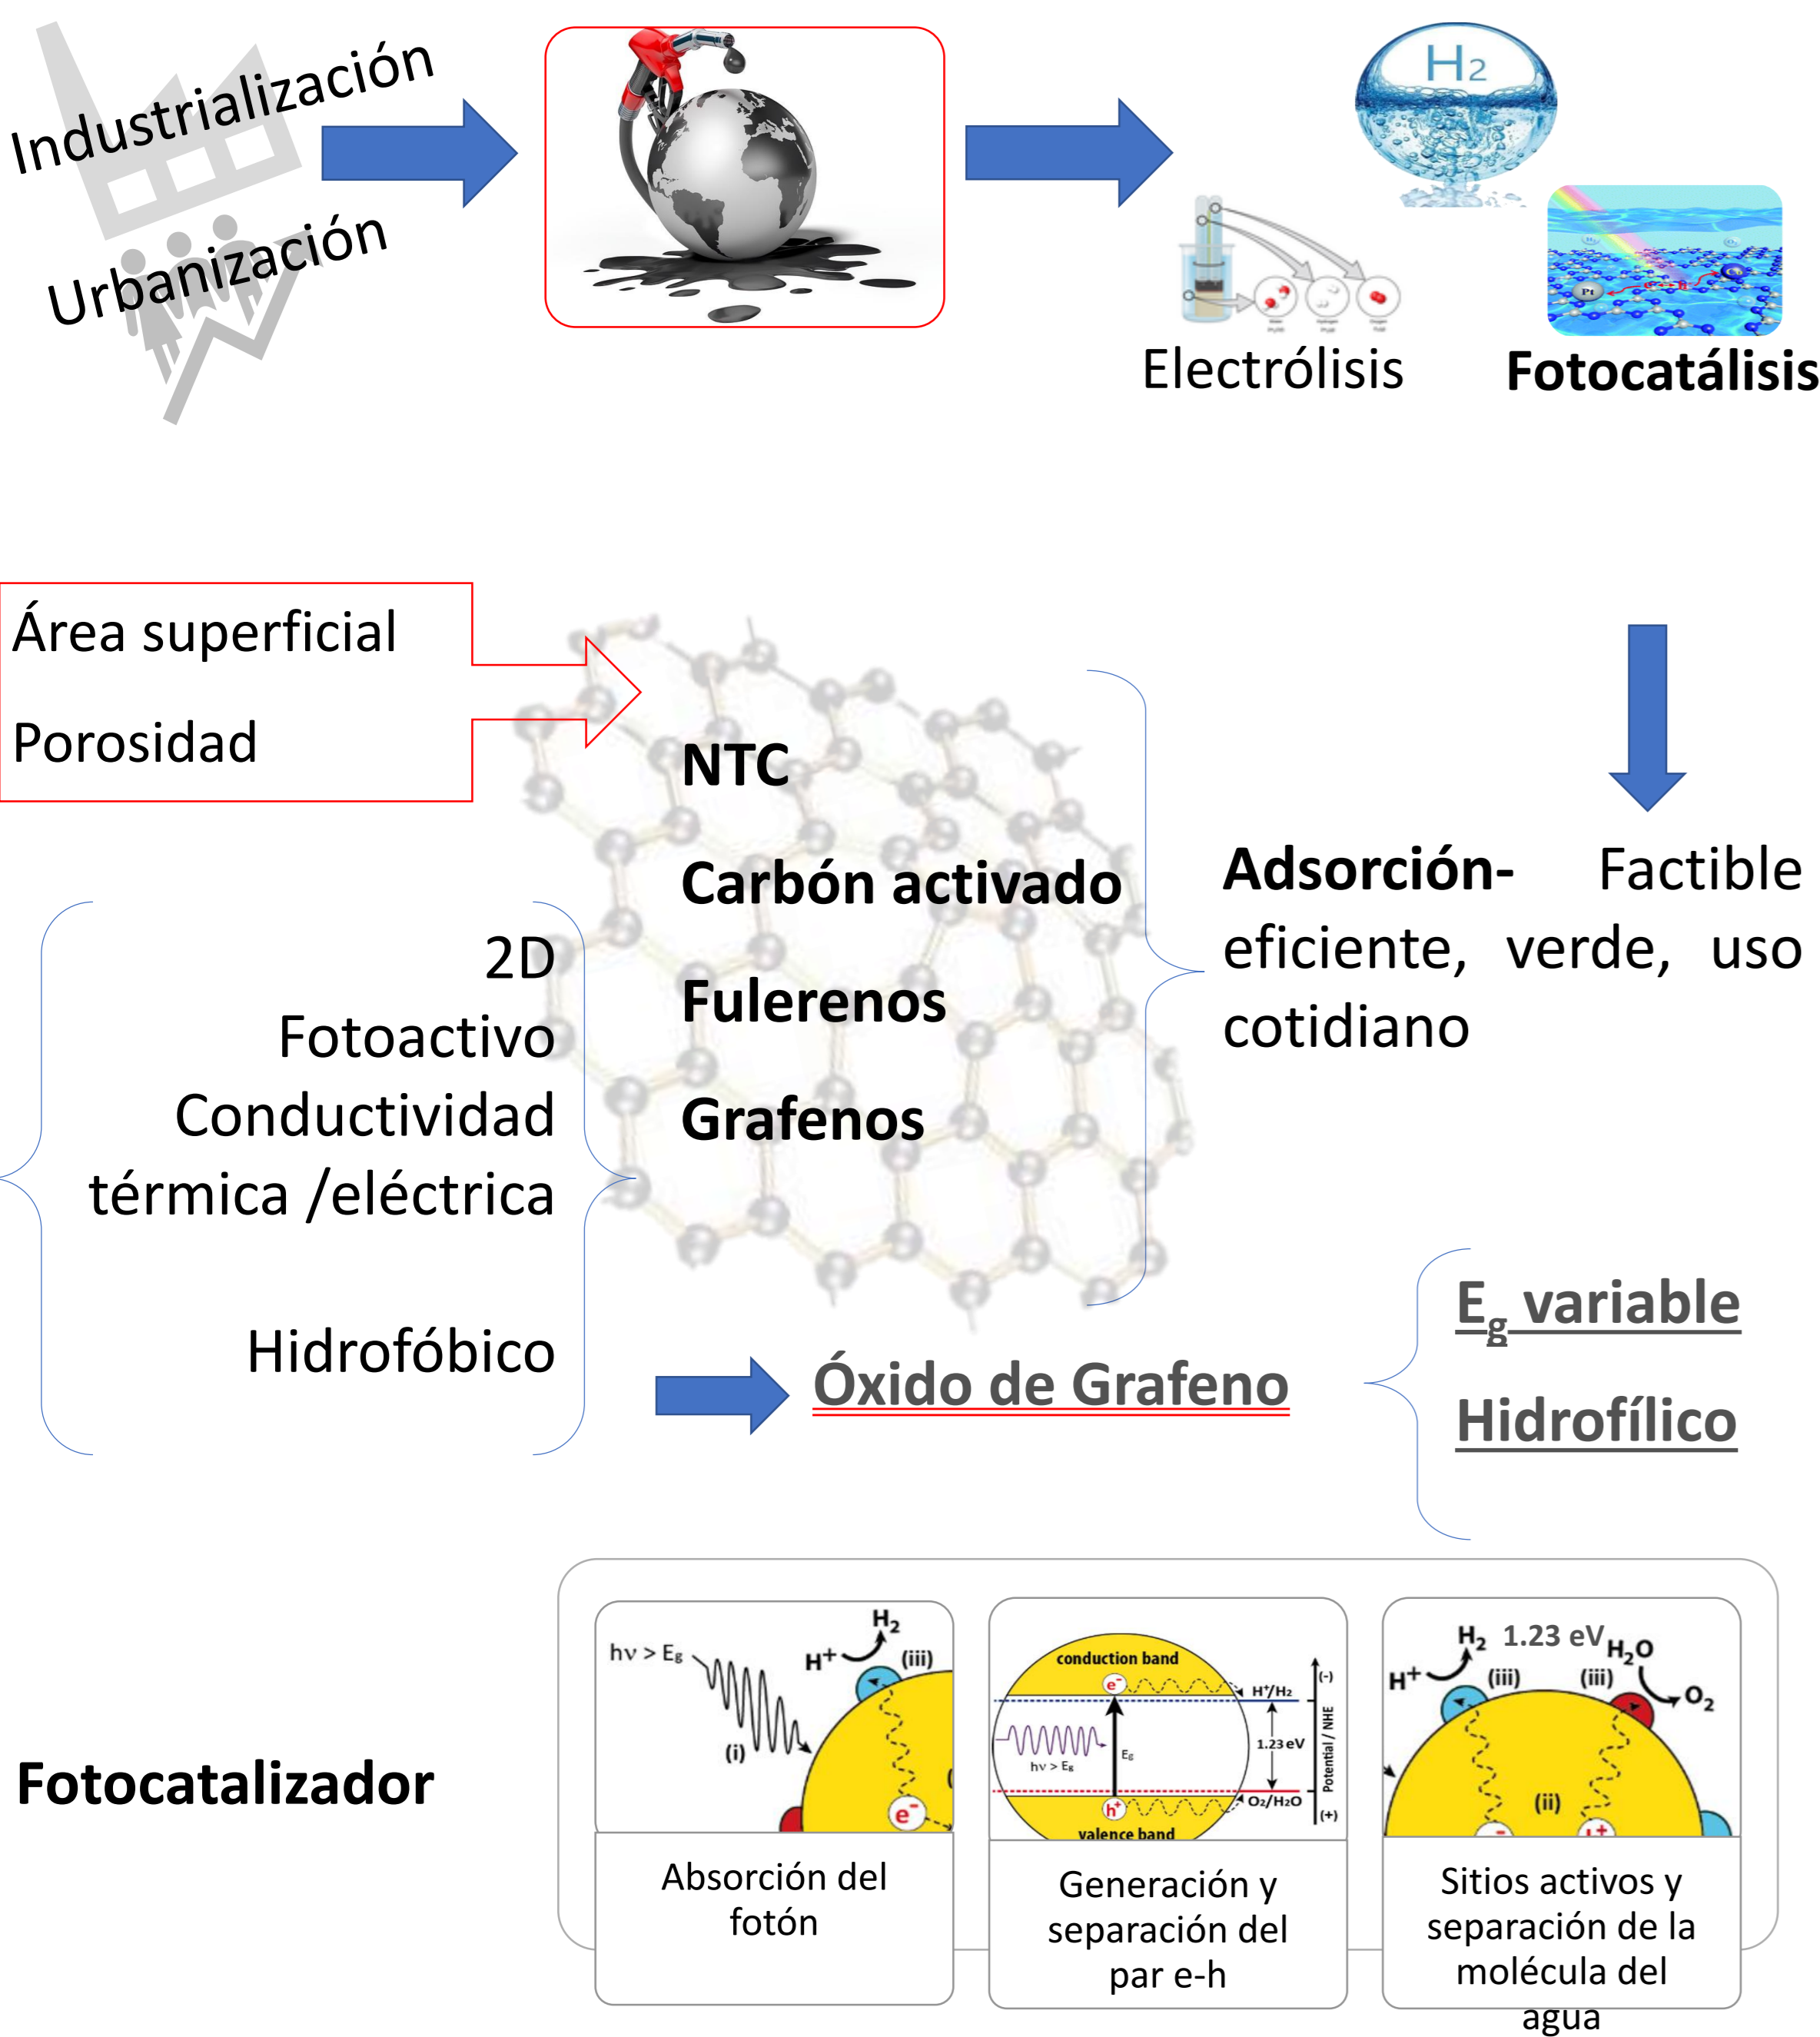 Industrialización
Urbanización
H2
Electrólisis
Fotocatálisis
Pt
Área superficial
Porosidad
NTC
Carbón activado
Fulerenos
Grafenos
Adsorción- Factible
eficiente, verde, uso
cotidiano
2D
Fotoactivo
Conductividad
térmica /eléctrica
Hidrofóbico
Óxido de Grafeno
Eg variable
Hidrofílico
Fotocatalizador
hν > Eg
H+
H2
(iii)
(i)
e-
Absorción del
fotón
conduction band
e-
H+/H2
(-)
1.23 eV
Eg
hν > Eg
Potential / NHE
h+
O2/H2O
(+)
valence band
Generación y
separación del
par e-h
H2
1.23 eV
H2O
H+
(iii)
(iii)
O2
(ii)
Sitios activos y
separación de la
molécula del
agua